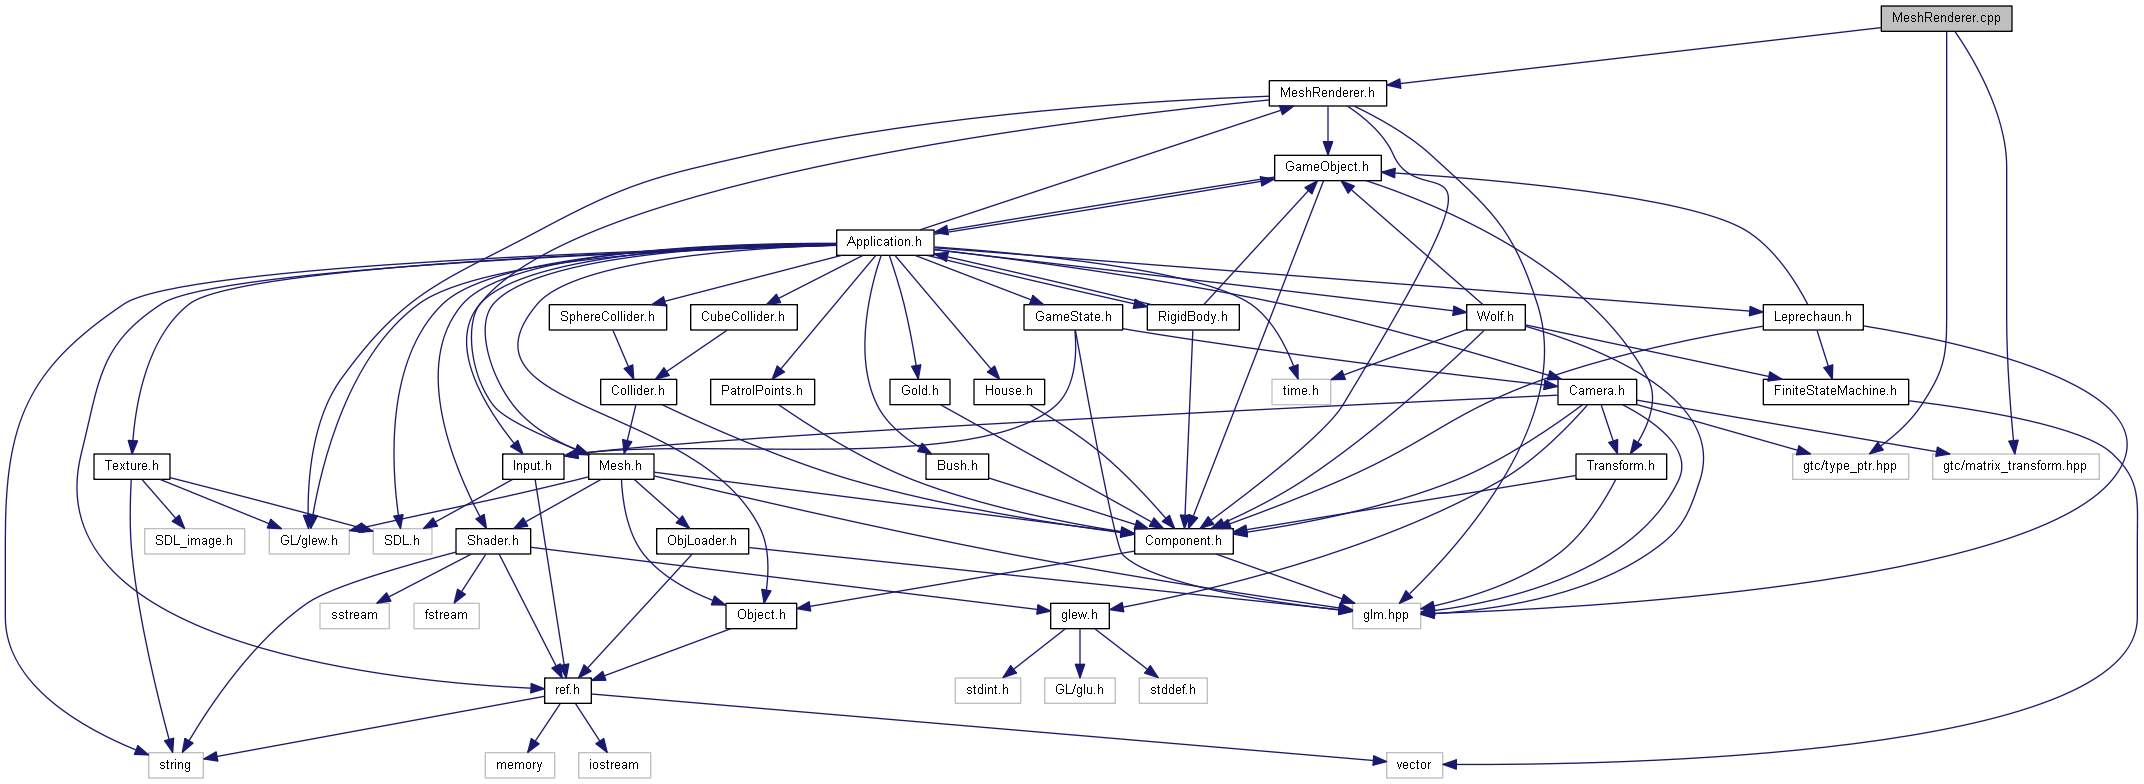 MeshRenderer.cpp
MeshRenderer.h
GameObject.h
Application.h
SphereCollider.h
CubeCollider.h
GameState.h
RigidBody.h
Wolf.h
Leprechaun.h
Collider.h
PatrolPoints.h
Gold.h
House.h
time.h
Camera.h
FiniteStateMachine.h
Texture.h
Input.h
Mesh.h
Bush.h
Transform.h
gtc/type_ptr.hpp
gtc/matrix_transform.hpp
SDL_image.h
GL/glew.h
SDL.h
Shader.h
ObjLoader.h
Component.h
sstream
fstream
Object.h
glew.h
glm.hpp
ref.h
stdint.h
GL/glu.h
stddef.h
string
memory
iostream
vector